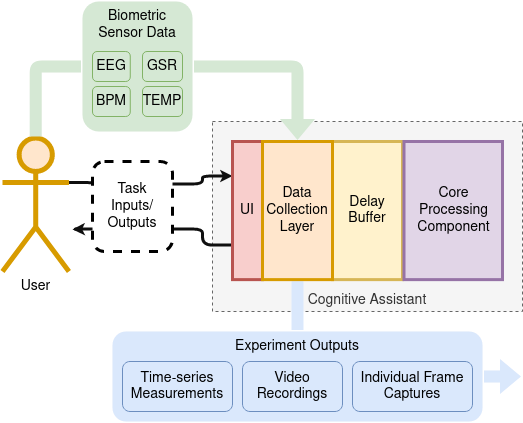 Biometric
Sensor Data
EEG
GSR
BPM
TEMP
Task
Inputs/
Outputs
User
UI
Data
Collection
Layer
Delay
Buffer
Core
Processing
Component
Cognitive Assistant
Experiment Outputs
Time-series
Measurements
Video
Recordings
Individual Frame
Captures